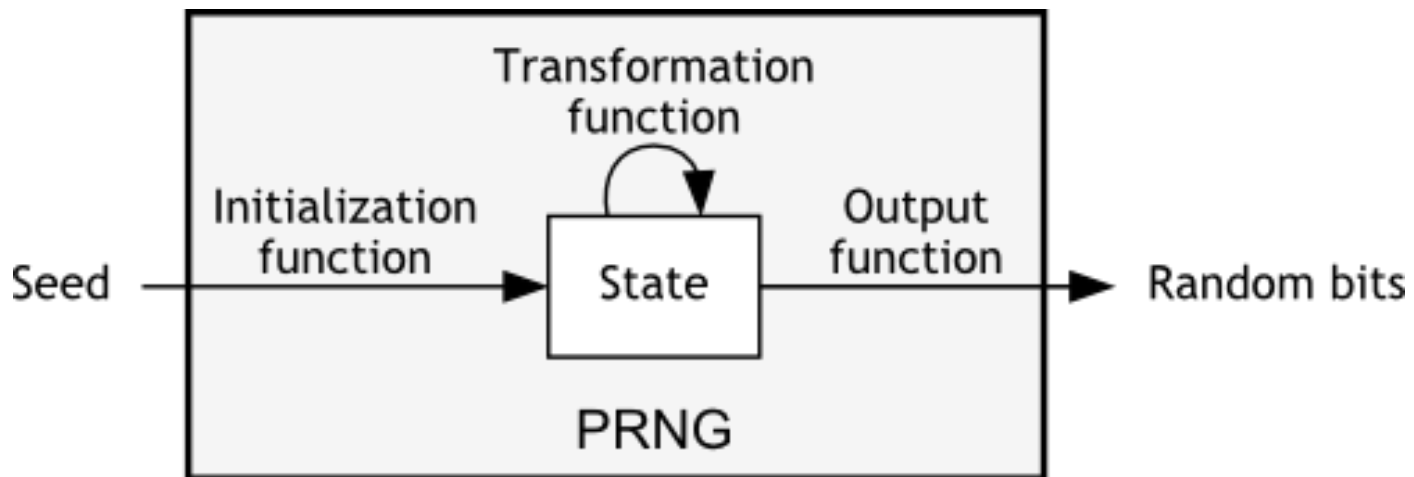 Transformation
function
Initialization
function
Output
function
Seed
State
Random bits
PRNG